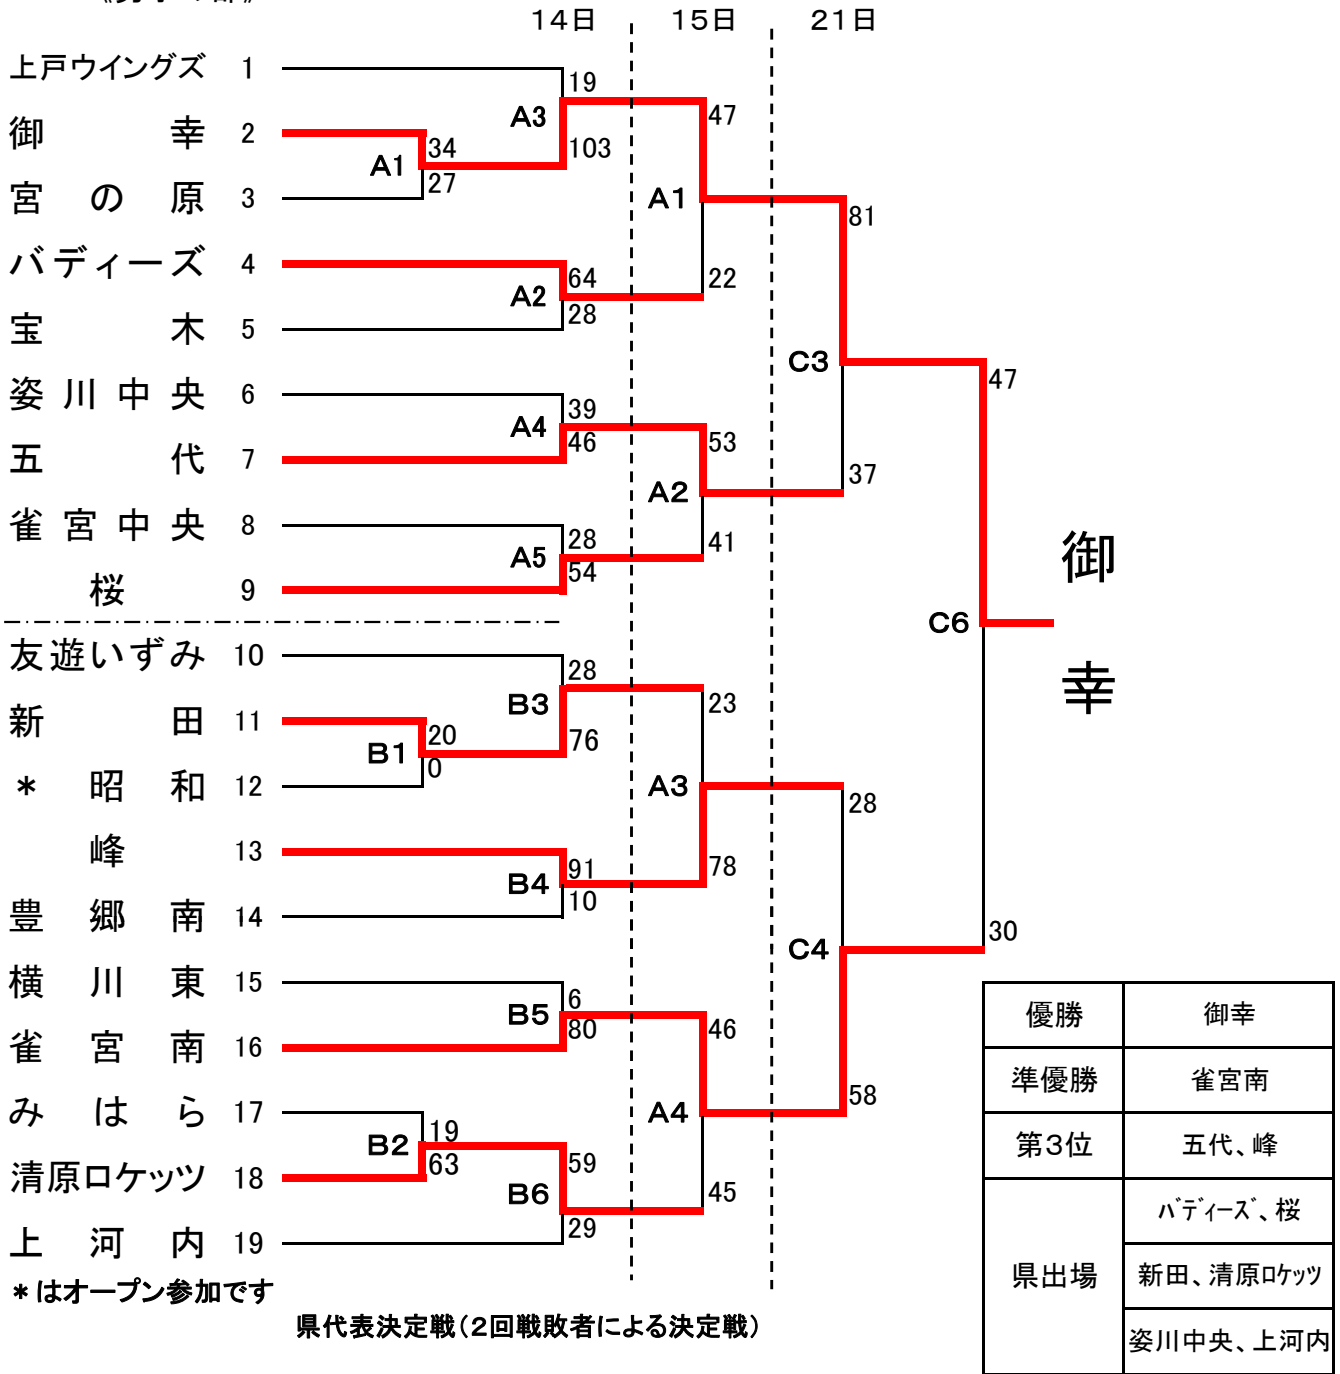 14日 15日 21日
上戸ウイングズ 1
19
A3 47
御幸 2
34 103
A1
27
宮の原 3
A1 81
バディーズ 4
64 22
A2
28
宝木 5
C3 47
姿川中央 6
39
A4 53
46
五代 7
37
A2
雀宮中央 8
28 41
A5
54
桜 9
御幸
C6
友遊いずみ 10
28
B3 23
新田 11
20 76
B1
0
* 昭和 12
A3 28
峰 13
91 78
B4
10
豊郷南 14
30
C4
横川東 15
6
B5 46
80
雀宮南 16
58
みはら 17
A4
19
B2
63 59
清原ロケッツ 18
B6 45
29
上河内 19
*はオープン参加です
県代表決定戦(2回戦敗者による決定戦)
優勝 御幸
準優勝 雀宮南
第3位 五代、峰
県出場 バディーズ、桜
新田、清原ロケッツ
姿川中央、上河内